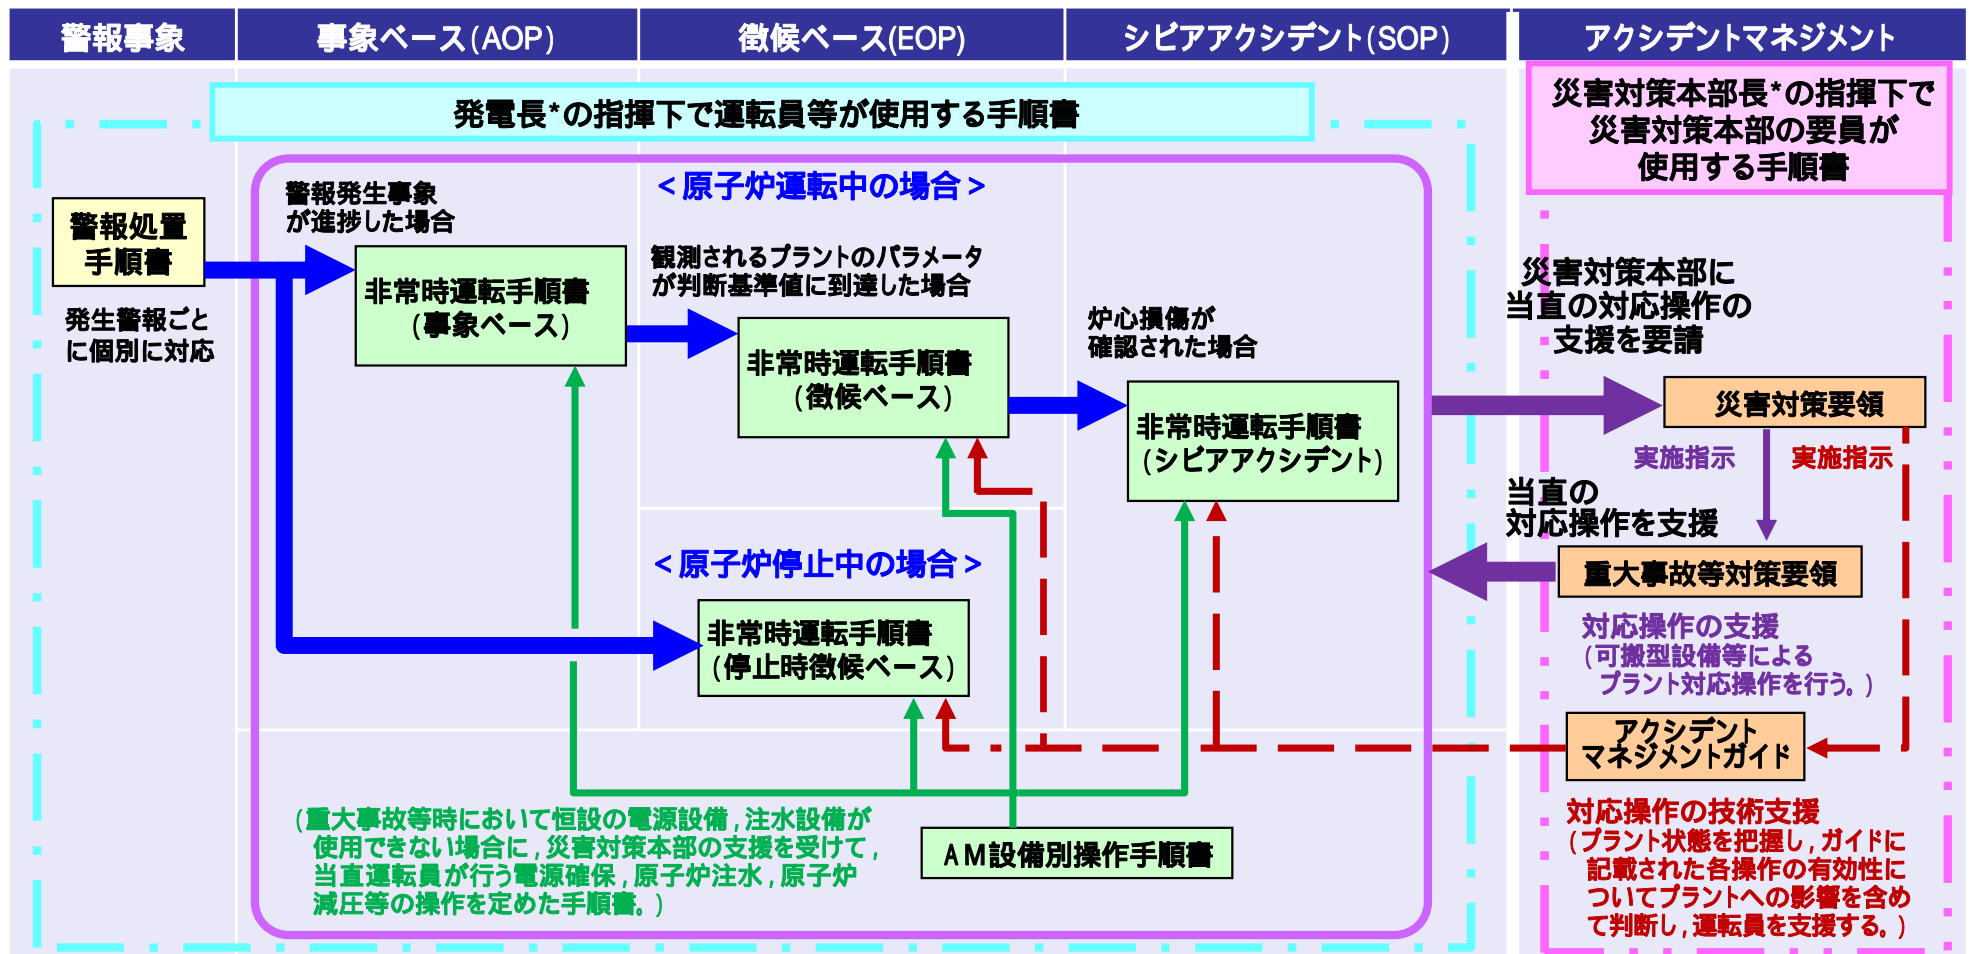 警報事象
事象ベース(AOP)
徴候ベース(EOP)
シビアアクシデント(SOP)
アクシデントマネジメント
発電長*の指揮下で運転員等が使用する手順書
災害対策本部長*の指揮下で
災害対策本部の要員が
使用する手順書
警報処置
手順書
発生警報ごと
に個別に対応
警報発生事象
が進捗した場合
<原子炉運転中の場合>
非常時運転手順書
(事象ベース)
観測されるプラントのパラメータ
が判断基準値に到達した場合
非常時運転手順書
(徴候ベース)
炉心損傷が
確認された場合
非常時運転手順書
(シビアアクシデント)
<原子炉停止中の場合>
非常時運転手順書
(停止時徴候ベース)
(重大事故等時において恒設の電源設備,注水設備が
使用できない場合に,災害対策本部の支援を受けて,
当直運転員が行う電源確保,原子炉注水,原子炉
減圧等の操作を定めた手順書。)
AM設備別操作手順書
災害対策本部に
当直の対応操作の
支援を要請
災害対策要領
実施指示
実施指示
当直の
対応操作を支援
重大事故等対策要領
対応操作の支援
(可搬型設備等による
プラント対応操作を行う。)
アクシデント
マネジメントガイド
対応操作の技術支援
(プラント状態を把握し,ガイドに
記載された各操作の有効性に
ついてプラントへの影響を含め
て判断し,運転員を支援する。)